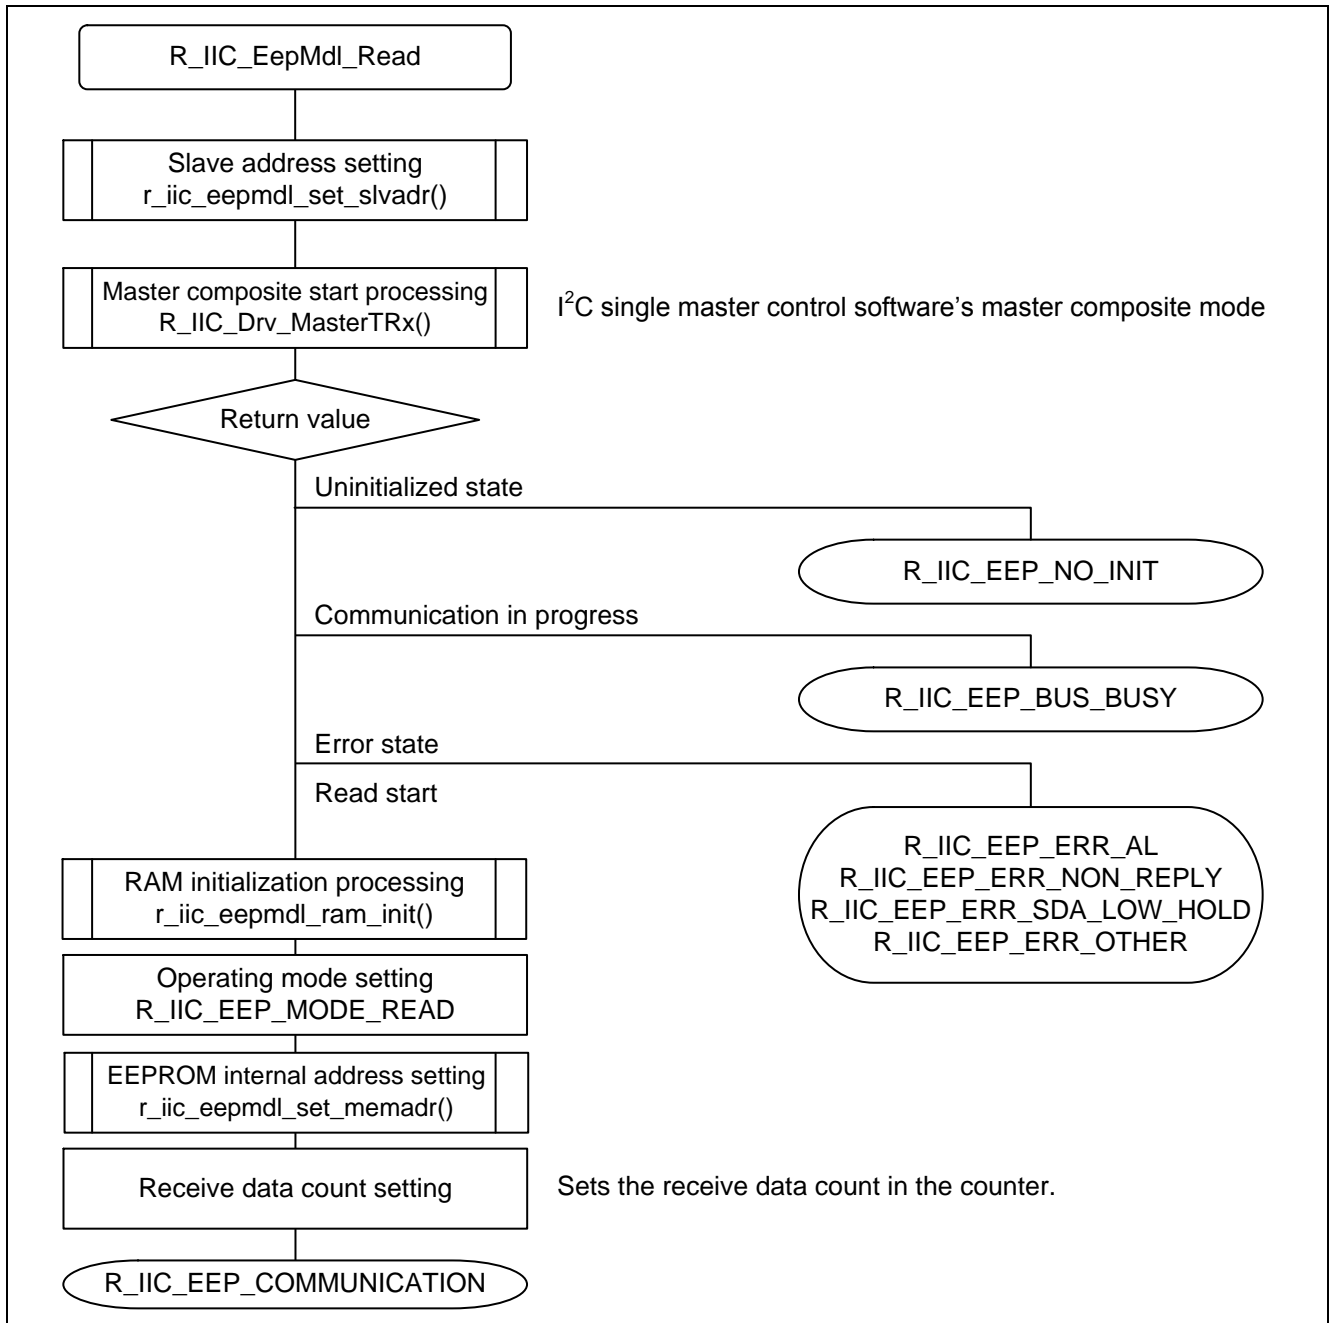 R_IIC_EepMdl_Read
Slave address setting
r_iic_eepmdl_set_slvadr()
Master composite start processing
R_IIC_Drv_MasterTRx()
I²C single master control software’s master composite mode
Return value
Uninitialized state
R_IIC_EEP_NO_INIT
Communication in progress
R_IIC_EEP_BUS_BUSY
Error state
Read start
R_IIC_EEP_ERR_AL
R_IIC_EEP_ERR_NON_REPLY
R_IIC_EEP_ERR_SDA_LOW_HOLD
R_IIC_EEP_ERR_OTHER
RAM initialization processing
r_iic_eepmdl_ram_init()
Operating mode setting
R_IIC_EEP_MODE_READ
EEPROM internal address setting
r_iic_eepmdl_set_memadr()
Receive data count setting
Sets the receive data count in the counter.
R_IIC_EEP_COMMUNICATION